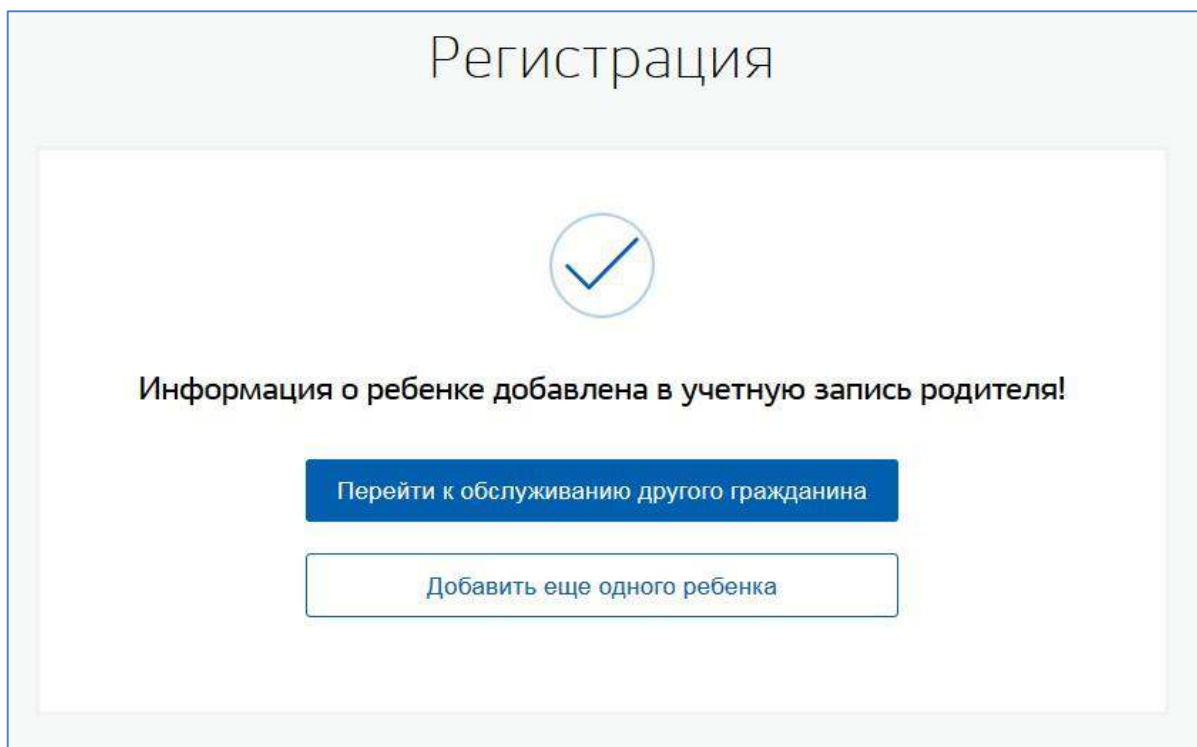 Регистрация
Информация о ребенке добавлена в учетную запись родителя!
Перейти к обслуживанию другого гражданина
Добавить еще одного ребенка